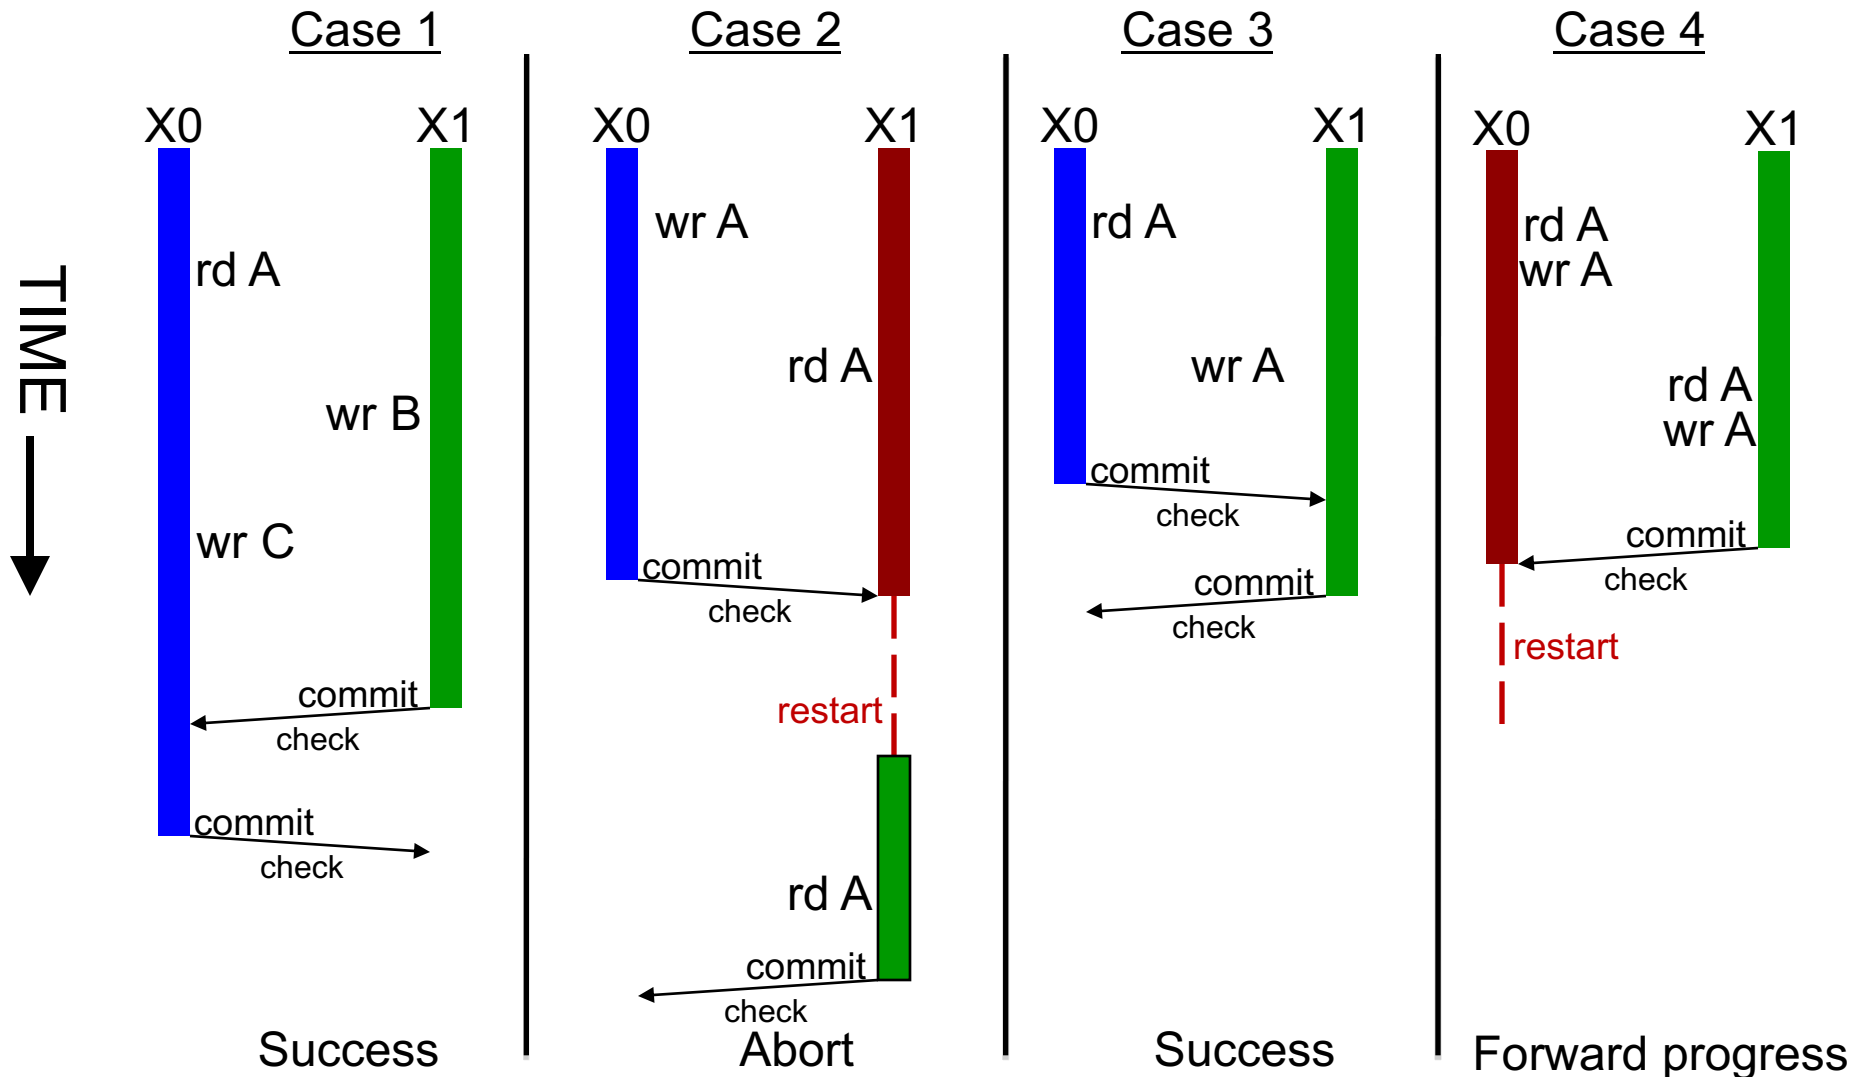 Case 1
Case 2
Case 3
Case 4
TIME
X0
X1
rd A
wr B
wr C
commit
check
commit
check
Success
X0
X1
wr A
rd A
commit
check
restart
rd A
commit
check
Abort
X0
X1
rd A
wr A
commit
check
commit
check
Success
X0
X1
rd A
wr A
rd A
wr A
commit
check
restart
Forward progress